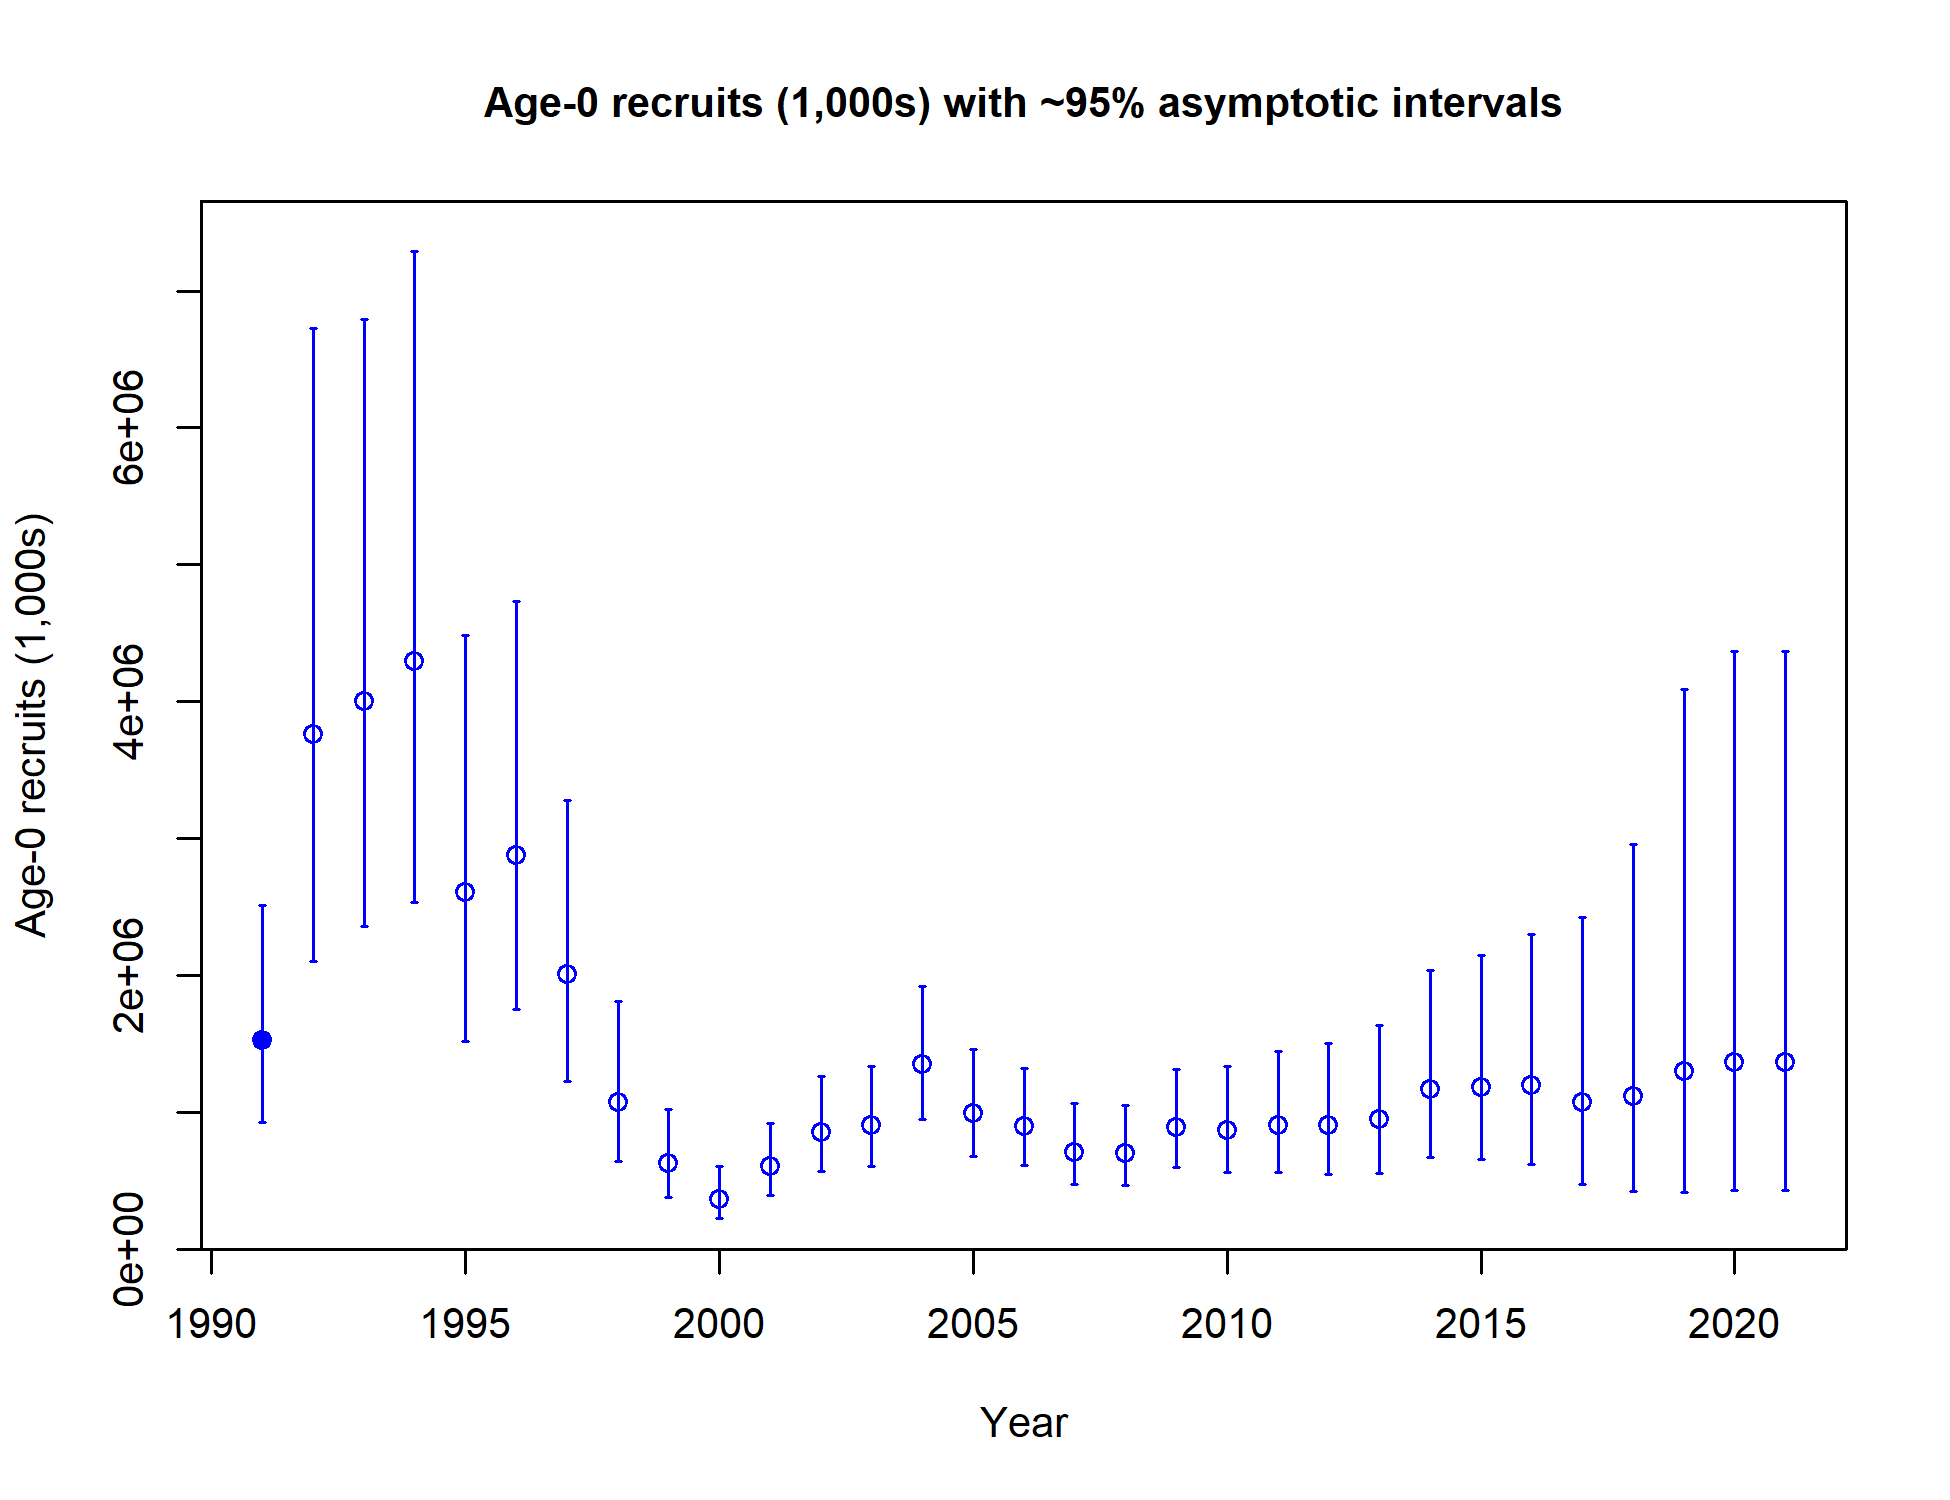 Age-0 recruits (1,000s) with ~95% asymptotic intervals
Age-0 recruits (1,000s)
6e+06
4e+06
2e+06
0e+00
1990 1995 2000 2005 2010 2015 2020
Year